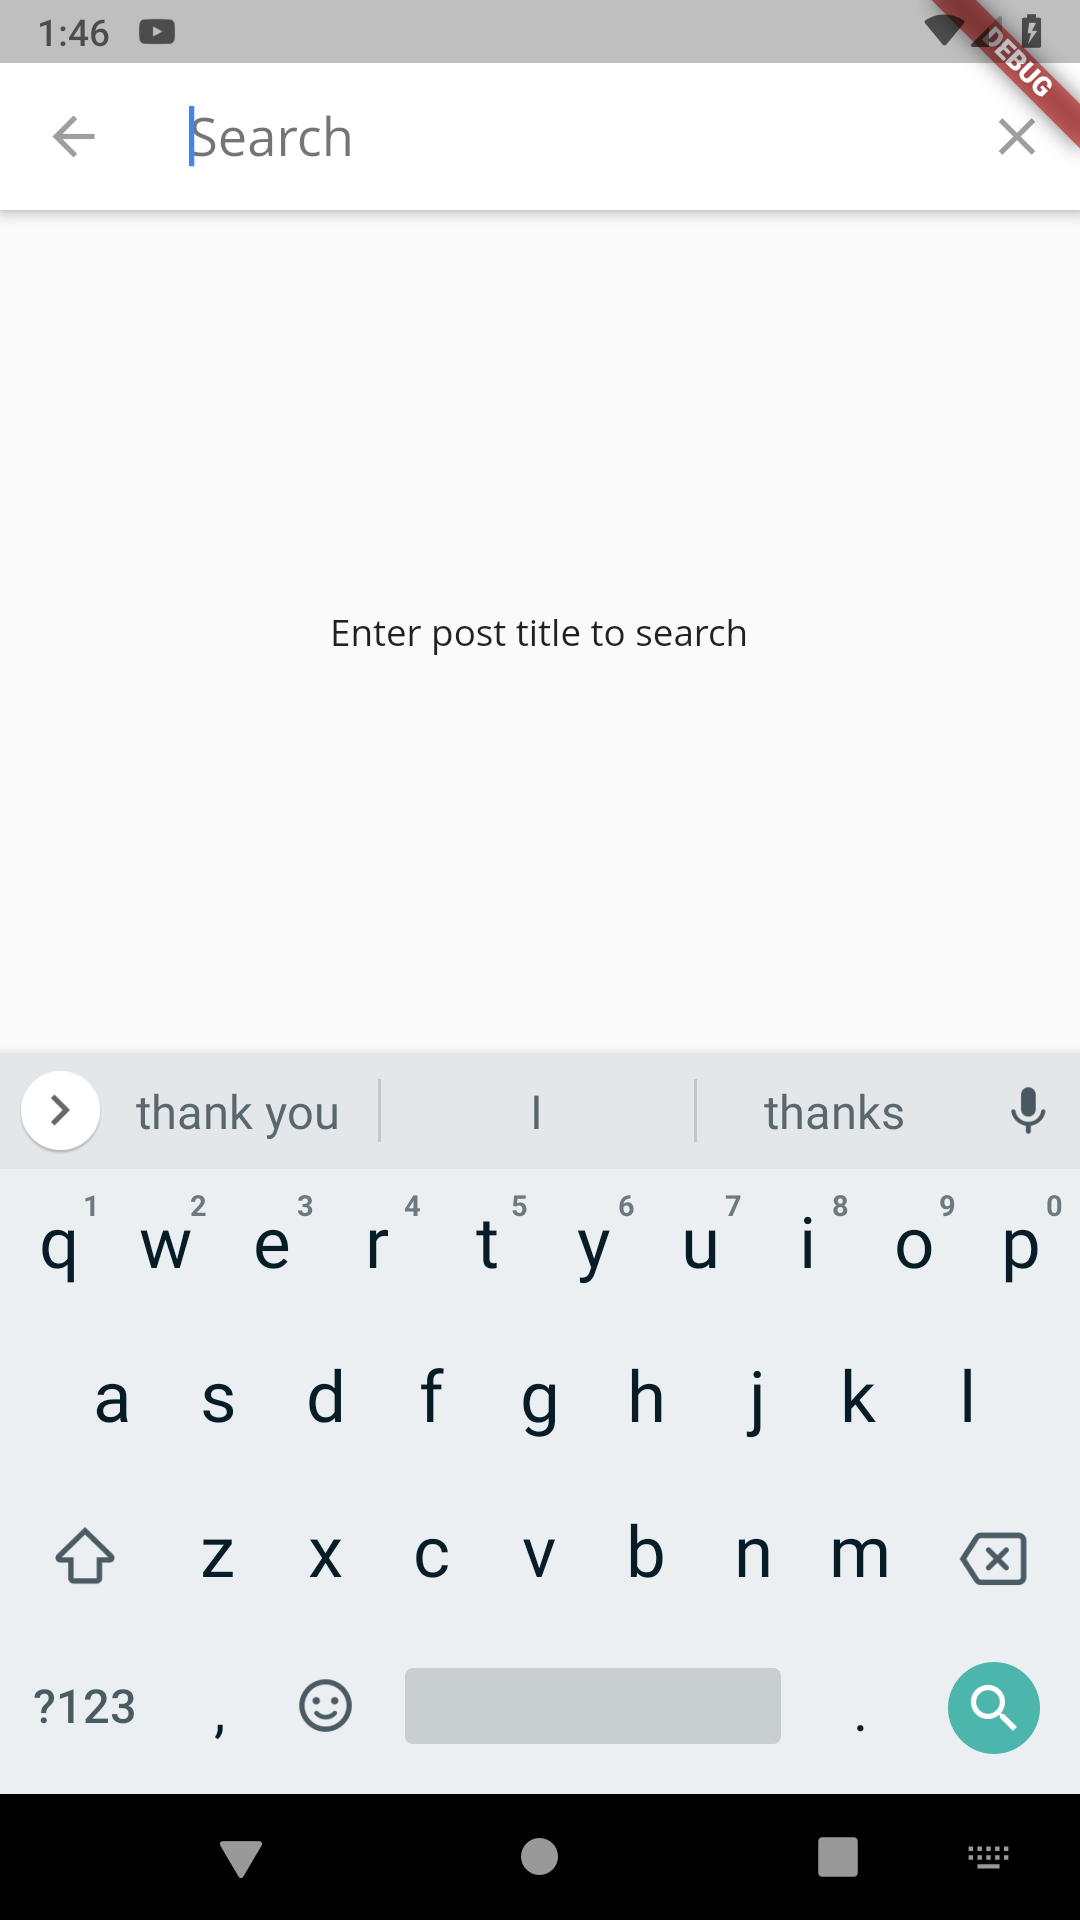 1:46
DEBUG
Search
Enter post title to search
thank you I thanks
1 2 3 4 5 6 7 8 9 0
q w e r t y u i o p
a s d f g h j k l
z x c v b n m
?123 , .